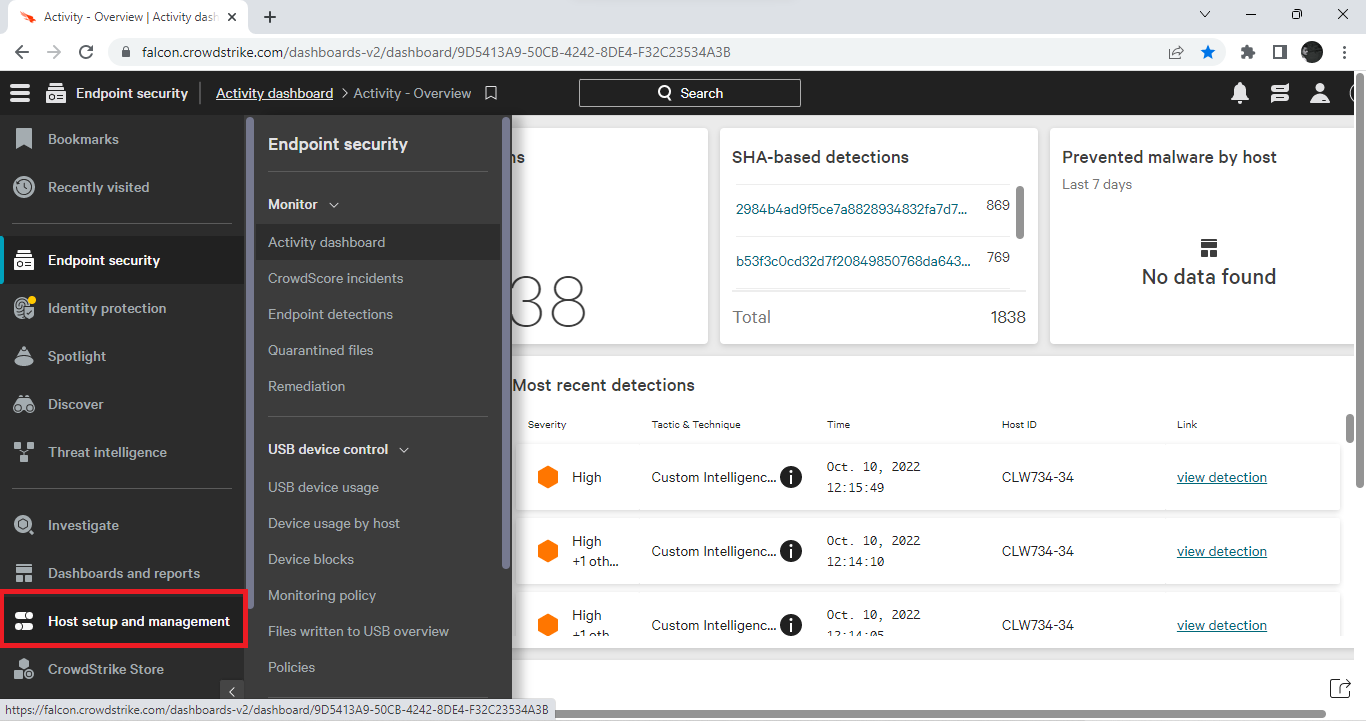 Activity - Overview | Activity dash
falcon.crowdstrike.com/dashboards-v2/dashboard/9D5413A9-50CB-4242-8DE4-F32C23534A3B
Endpoint security
Activity dashboard > Activity - Overview
Search
Bookmarks
Recently visited
Endpoint security
Identity protection
Spotlight
Discover
Threat intelligence
Investigate
Dashboards and reports
Host setup and management
CrowdStrike Store
Endpoint security
Monitor
Activity dashboard
CrowdScore incidents
Endpoint detections
Quarantined files
Remediation
USB device control
USB device usage
Device usage by host
Device blocks
Monitoring policy
Files written to USB overview
Policies
ns
38
SHA-based detections
2984b4ad9f5ce7a8828934832fa7d7... 869
b53f3c0cd32d7f20849850768da643... 769
Total 1838
Prevented malware by host
Last 7 days
No data found
Most recent detections
Severity Tactic & Technique Time Host ID Link
High Custom Intelligenc... i Oct. 10, 2022 12:15:49 CLW734-34 view detection
High +1 oth... Custom Intelligenc... i Oct. 10, 2022 12:14:10 CLW734-34 view detection
High +1 oth Custom Intelligenc... i Oct. 10, 2022 12:14:05 CLW734-34 view detection
https://falcon.crowdstrike.com/dashboards-v2/dashboard/9D5413A9-50CB-4242-8DE4-F32C23534A3B